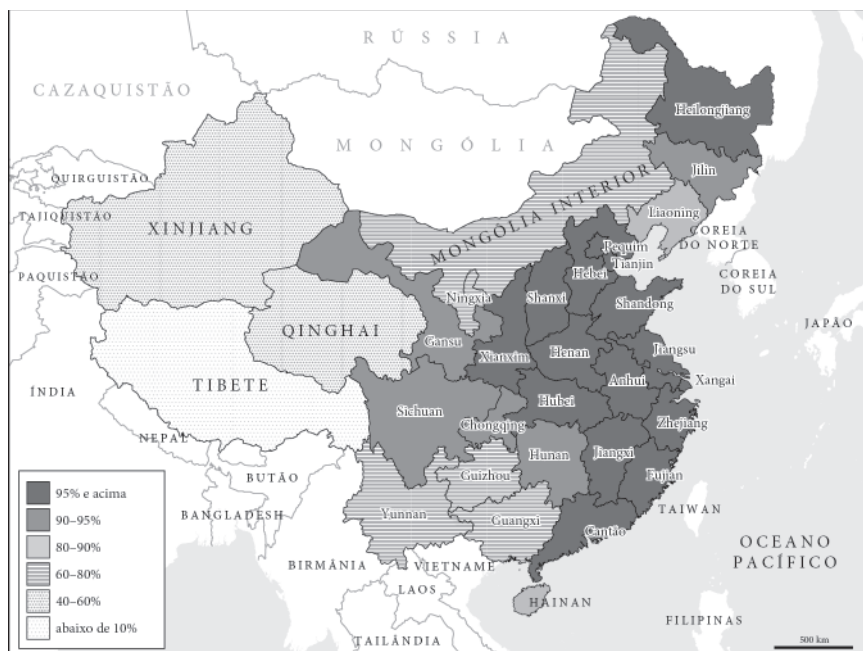 RÚSSIA
CAZAQUISTÃO
MONGÓLIA
Heilongjiang
QUIRGUISTÃO
Jilin
TAJIQUISTÃO
XINJIANG
MONGÓLIA INTERIOR
Liaoning
COREIA
DO NORTE
Pequim
Tianjin
PAQUISTÃO
Hebei
COREIA
DO SUL
Ningxia
Shanxi
Shandong
JAPÃO
QINGHAI
Gansu
Xianxim
Henan
Jiangsu
TIBETE
Anhui
Xangai
ÍNDIA
Sichuan
Hubei
Chongqing
Zhejiang
NEPAL
Hunan
Jiangxi
BUTÃO
Guizhou
Fujian
BANGLADESH
Yunnan
Guangxi
TAIWAN
Cantão
OCEANO
PACÍFICO
BIRMÂNIA
VIETNAME
LAOS
HAINAN
FILIPINAS
TAILÂNDIA
95% e acima
90–95%
80–90%
60–80%
40–60%
abaixo de 10%
500 km